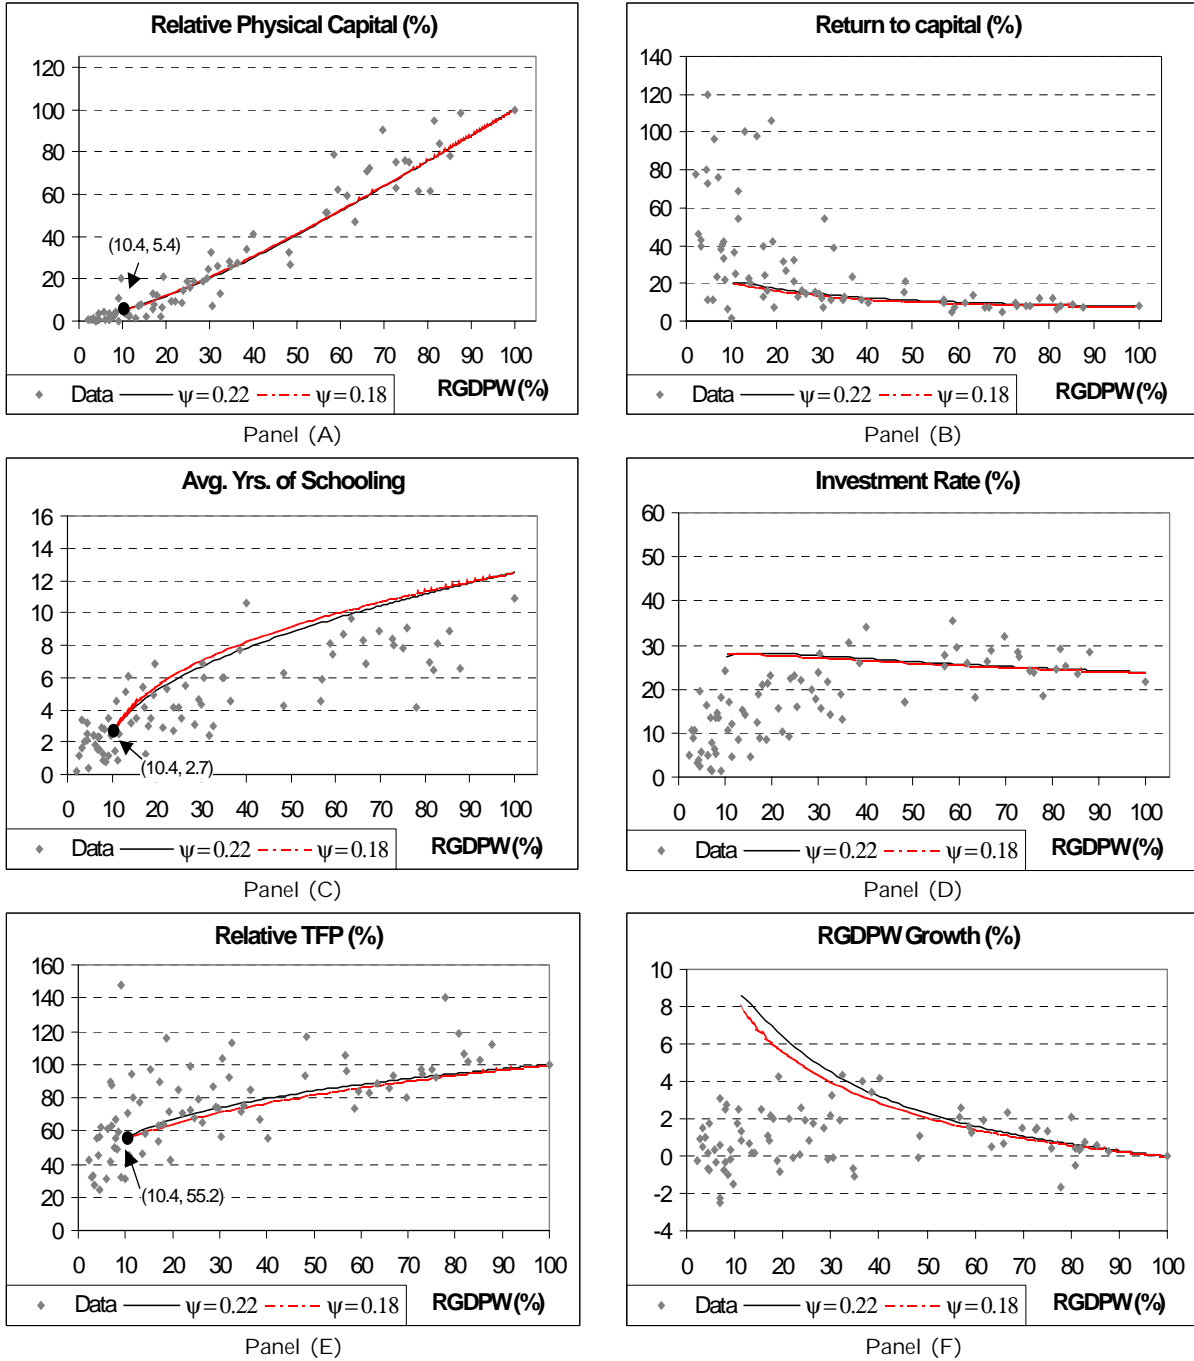 Relative Physical Capital (%)
120
100
80
60
40
20
0
(10.4, 5.4)
0 10 20 30 40 50 60 70 80 90 100
Data ψ=0.22 ψ=0.18 RGDPW(%)
Panel (A)
Return to capital (%)
140
120
100
80
60
40
20
0
0 10 20 30 40 50 60 70 80 90 100
Data ψ=0.22 ψ=0.18 RGDPW(%)
Panel (B)
Avg. Yrs. of Schooling
16
14
12
10
8
6
4
2
0
(10.4, 2.7)
0 10 20 30 40 50 60 70 80 90 100
Data ψ=0.22 ψ=0.18 RGDPW(%)
Panel (C)
Investment Rate (%)
60
50
40
30
20
10
0
0 10 20 30 40 50 60 70 80 90 100
Data ψ=0.22 ψ=0.18 RGDPW(%)
Panel (D)
Relative TFP (%)
160
140
120
100
80
60
40
20
0
(10.4, 55.2)
0 10 20 30 40 50 60 70 80 90 100
Data ψ=0.22 ψ=0.18 RGDPW(%)
Panel (E)
RGDPW Growth (%)
10
8
6
4
2
0
-2
-4
0 10 20 30 40 50 60 70 80 90 100
Data ψ=0.22 ψ=0.18 RGDPW(%)
Panel (F)